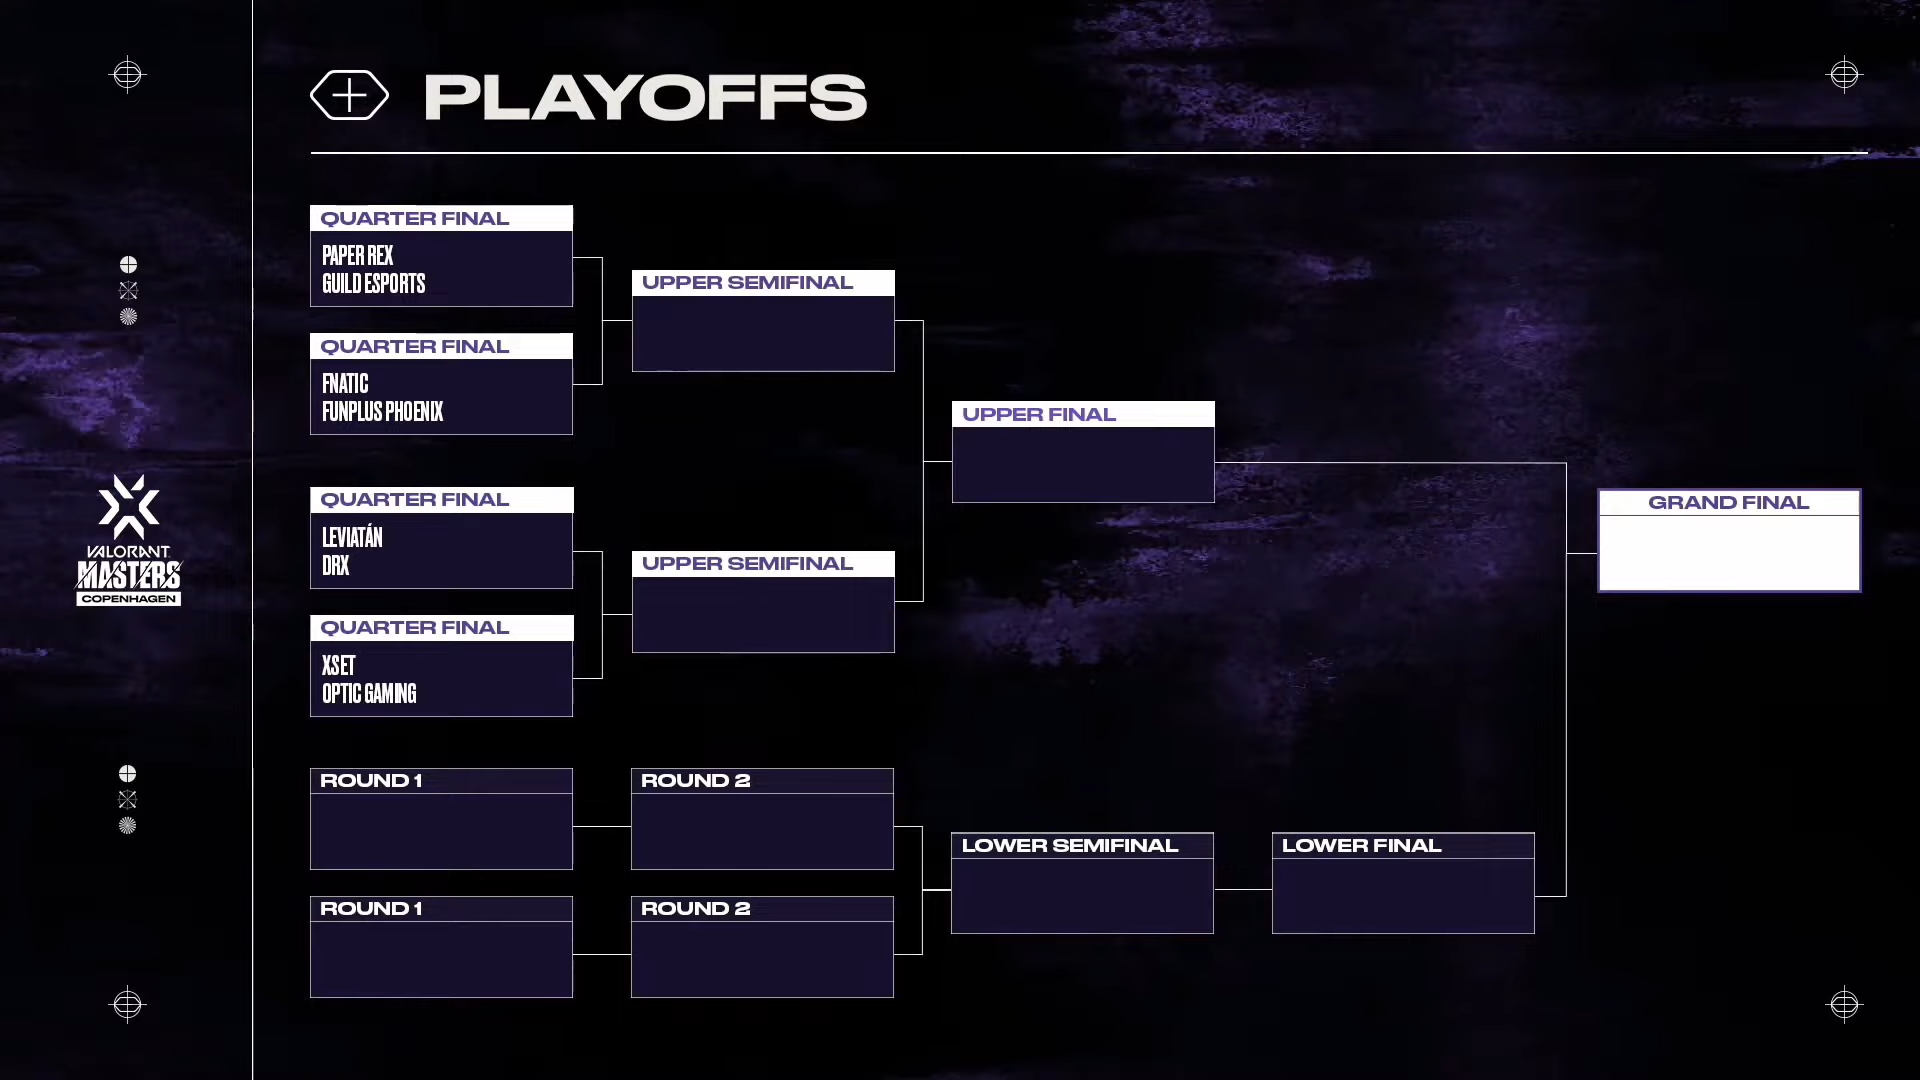 PLAYOFFS
QUARTER FINAL
PAPER REX
GUILD ESPORTS
QUARTER FINAL
FNATIC
FUNPLUS PHOENIX
QUARTER FINAL
LEVIATÁN
DRX
QUARTER FINAL
XSET
OPTIC GAMING
UPPER SEMIFINAL
UPPER SEMIFINAL
UPPER FINAL
GRAND FINAL
ROUND 1
ROUND 1
ROUND 2
ROUND 2
LOWER SEMIFINAL
LOWER FINAL
VALORANT
MASTERS
COPENHAGEN